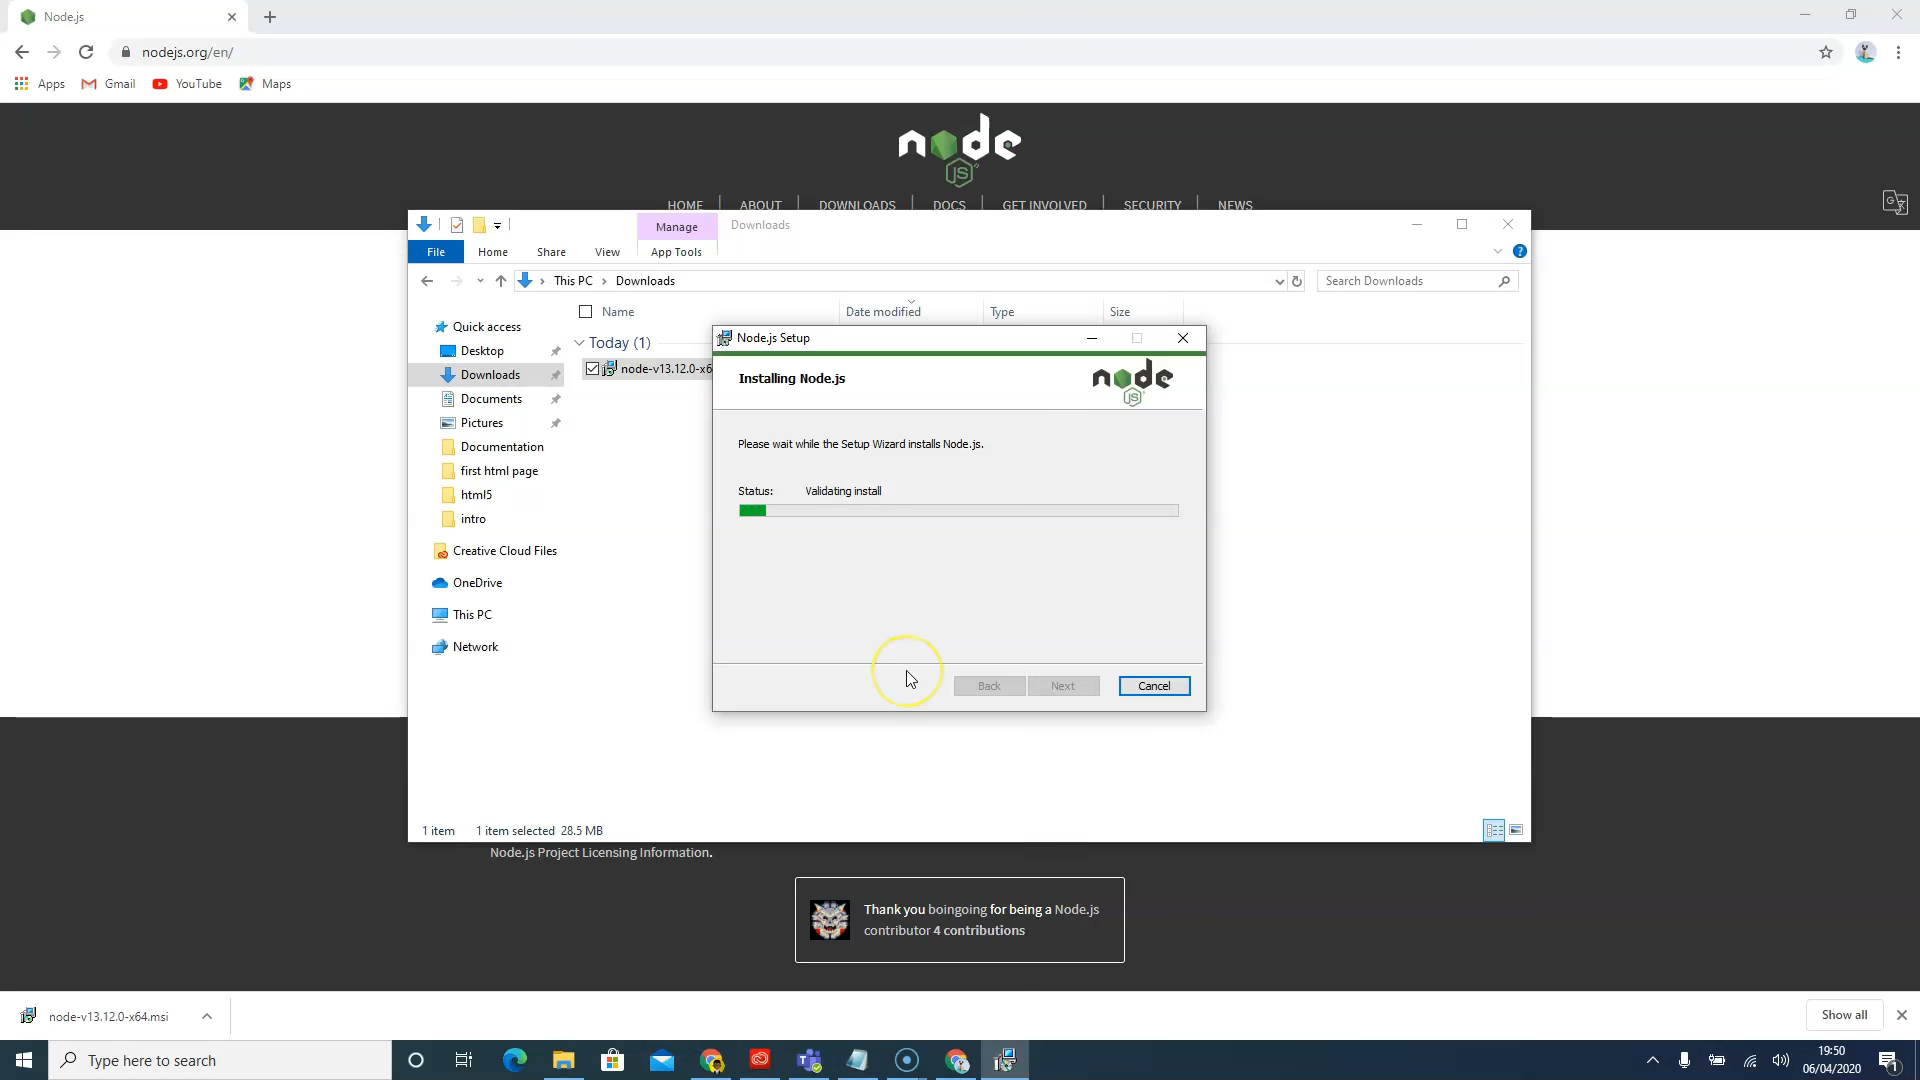 Node.js
nodejs.org/en/
Apps
Gmail
YouTube
Maps
node
JS
HOME
ABOUT
DOWNLOADS
DOCS
GET INVOLVED
SECURITY
NEWS
Manage
Downloads
File
Home
Share
View
App Tools
This PC
Downloads
Search Downloads
Name
Date modified
Type
Size
Quick access
Desktop
Downloads
Documents
Pictures
Documentation
first html page
html5
intro
Creative Cloud Files
OneDrive
This PC
Network
Today (1)
node-v13.12.0-x6
Node.js Setup
Installing Node.js
node
JS
Please wait while the Setup Wizard installs Node.js.
Status: Validating install
Back
Next
Cancel
1 item
1 item selected 28.5 MB
Node.js Project Licensing Information.
Thank you boingoing for being a Node.js
contributor 4 contributions
node-v13.12.0-x64.msi
Show all
Type here to search
19:50
06/04/2020
1